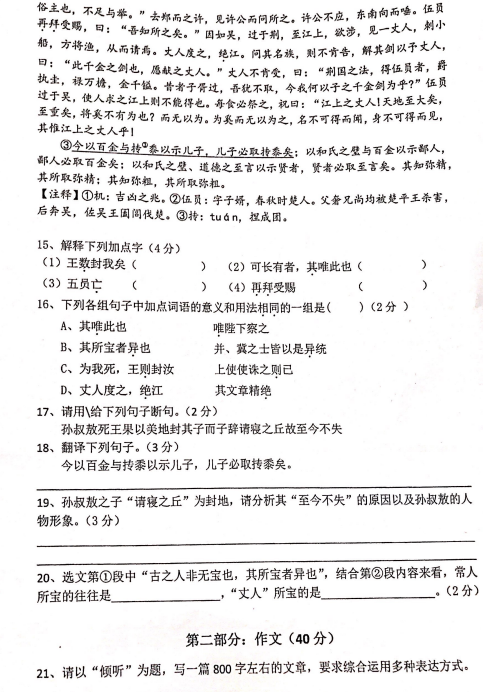 俗主也，不足与举。”去郑而之许，见许公而问所之。许公不应，东南向而唾。伍员
再拜受赐，曰：“吾知所之矣。”因如吴，过于荆，至江上，欲涉，见一丈人，刺小
船，方将渔，从而请焉。丈人度之，绝江。问其名族，则不肯告，解其剑以予丈人，
曰：“此千金之剑也，愿献之丈人。”丈人不肯受，曰：“荆国之法，得伍员者，爵
执圭，禄万檐，金千镒。昔者子胥过，吾犹不取，今我何以子之千金剑为乎？”伍员
过于吴，使人求之江上则不能得也。每食必祭之，祝曰：“江上之丈人！天地至大矣，
至重矣，将奚不有为也？而无以为。为奚而无以为之，名不可得而闻，身不可得而见，
其惟江上之丈人乎！
③今以百金与抟③黍以示儿子，儿子必取抟黍矣；以和氏之璧与百金以示鄙人，
鄙人必取百金矣；以和氏之璧、道德之至言以示贤者，贤者必取至言矣。其知弥精，
其所取弥精；其知弥粗，其所取弥粗。
【注释】①机：吉凶之兆。②伍员：字子胥，春秋时楚人。父奢兄尚均被楚平王杀害，
后奔吴，佐吴王国阖伐楚。③抟：tuán，捏成团。
15、解释下列加点字（4分）
（1）王数封我矣（ ） （2）可长有者，其唯此也（ ）
（3）五员亡 （ ） （4）再拜受赐 （ ）
16、下列各组句子中加点词语的意义和用法相同的一组是( )（2分 ）
A、其唯此也 唯陛下察之
B、其所宝者异也 并、冀之士皆以是异统
C、为我死，王则封汝 上使使诛之则已
D、丈人度之，绝江 其文章精绝
17、请用\给下列句子断句。（2分）
孙叔敖死王果以美地封其子而子辞请寝之丘故至今不失
18、翻译下列句子。（3分）
今以百金与抟黍以示儿子，儿子必取抟黍矣。
19、孙叔敖之子“请寝之丘”为封地，请分析其“至今不失”的原因以及孙叔敖的人
物形象。（3分）
20、选文第①段中“古之人非无宝也，其所宝者异也”，结合第②段内容来看，常人
所宝的往往是____________，“丈人”所宝的是____________。（2分）
第二部分：作文（40分）
21、请以“倾听”为题，写一篇800字左右的文章，要求综合运用多种表达方式。